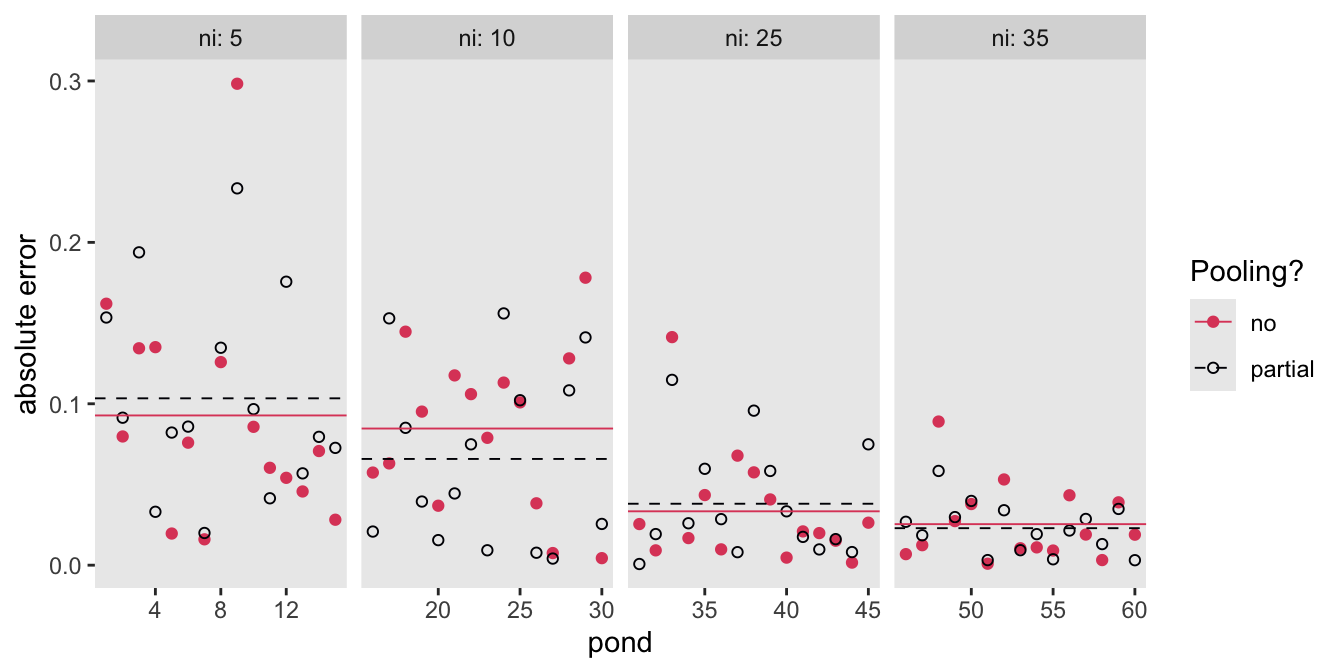 ni: 5
ni: 10
ni: 25
ni: 35
absolute error
0.3
0.2
0.1
0.0
4 8 12
20 25 30
35 40 45
50 55 60
pond
Pooling?
no
partial